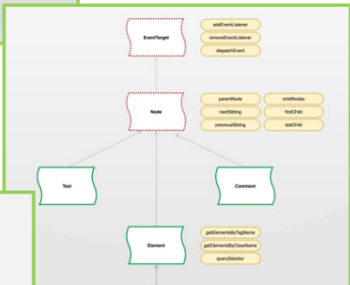 EventTarget
addEventListener
removeEventListener
dispatchEvent
Node
parentNode childNodes
nextSibling firstChild
previousSibling lastChild
Text
Comment
Element
getElementsByTagName
getElementsByClassName
querySelector